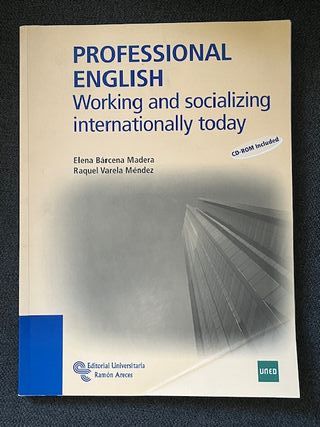 PROFESSIONAL
ENGLISH
Working and socializing
internationally today
CD-ROM Included
Elena Bárcena Madera
Raquel Varela Méndez
Editorial Universitaria
Ramón Areces
UNED